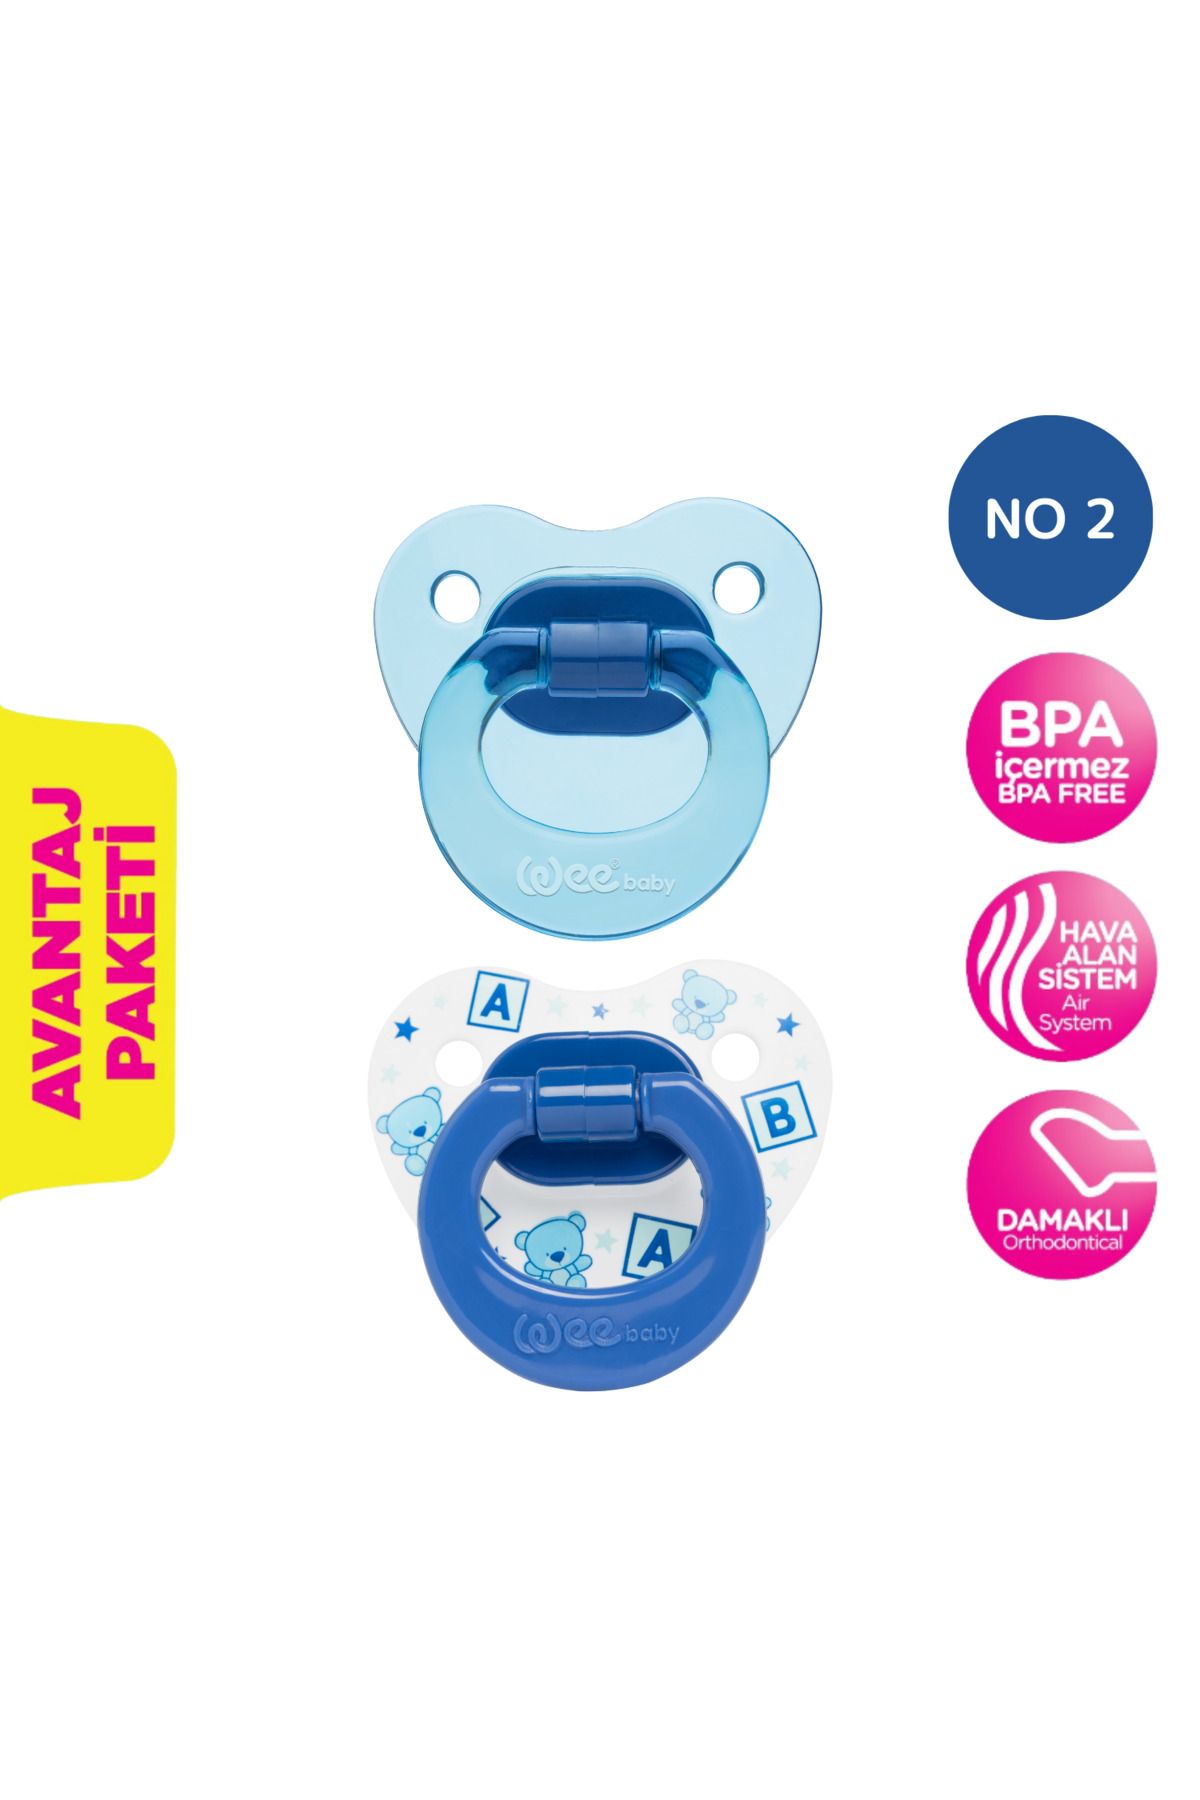 AVANTAJ
PAKETİ
NO 2
BPA
içermez
BPA FREE
HAVA
ALAN
SİSTEM
Air
System
DAMAKLI
Orthodontical
Wee® baby
A
B
A
Wee baby